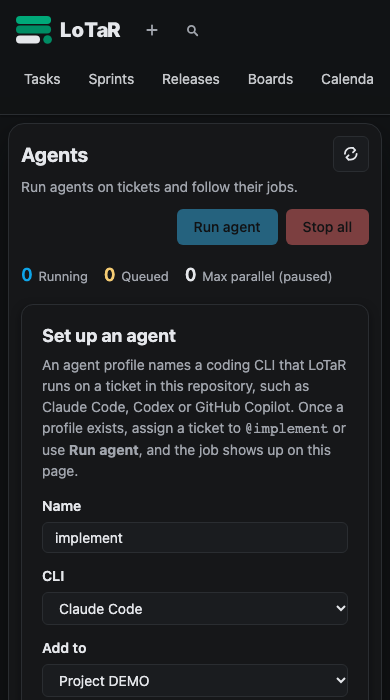 LoTaR
Tasks Sprints Releases Boards Calenda
Agents
Run agents on tickets and follow their jobs.
Run agent Stop all
0 Running 0 Queued 0 Max parallel (paused)
Set up an agent
An agent profile names a coding CLI that LoTaR
runs on a ticket in this repository, such as
Claude Code, Codex or GitHub Copilot. Once a
profile exists, assign a ticket to @implement or
use Run agent, and the job shows up on this
page.
Name
implement
CLI
Claude Code
Add to
Project DEMO